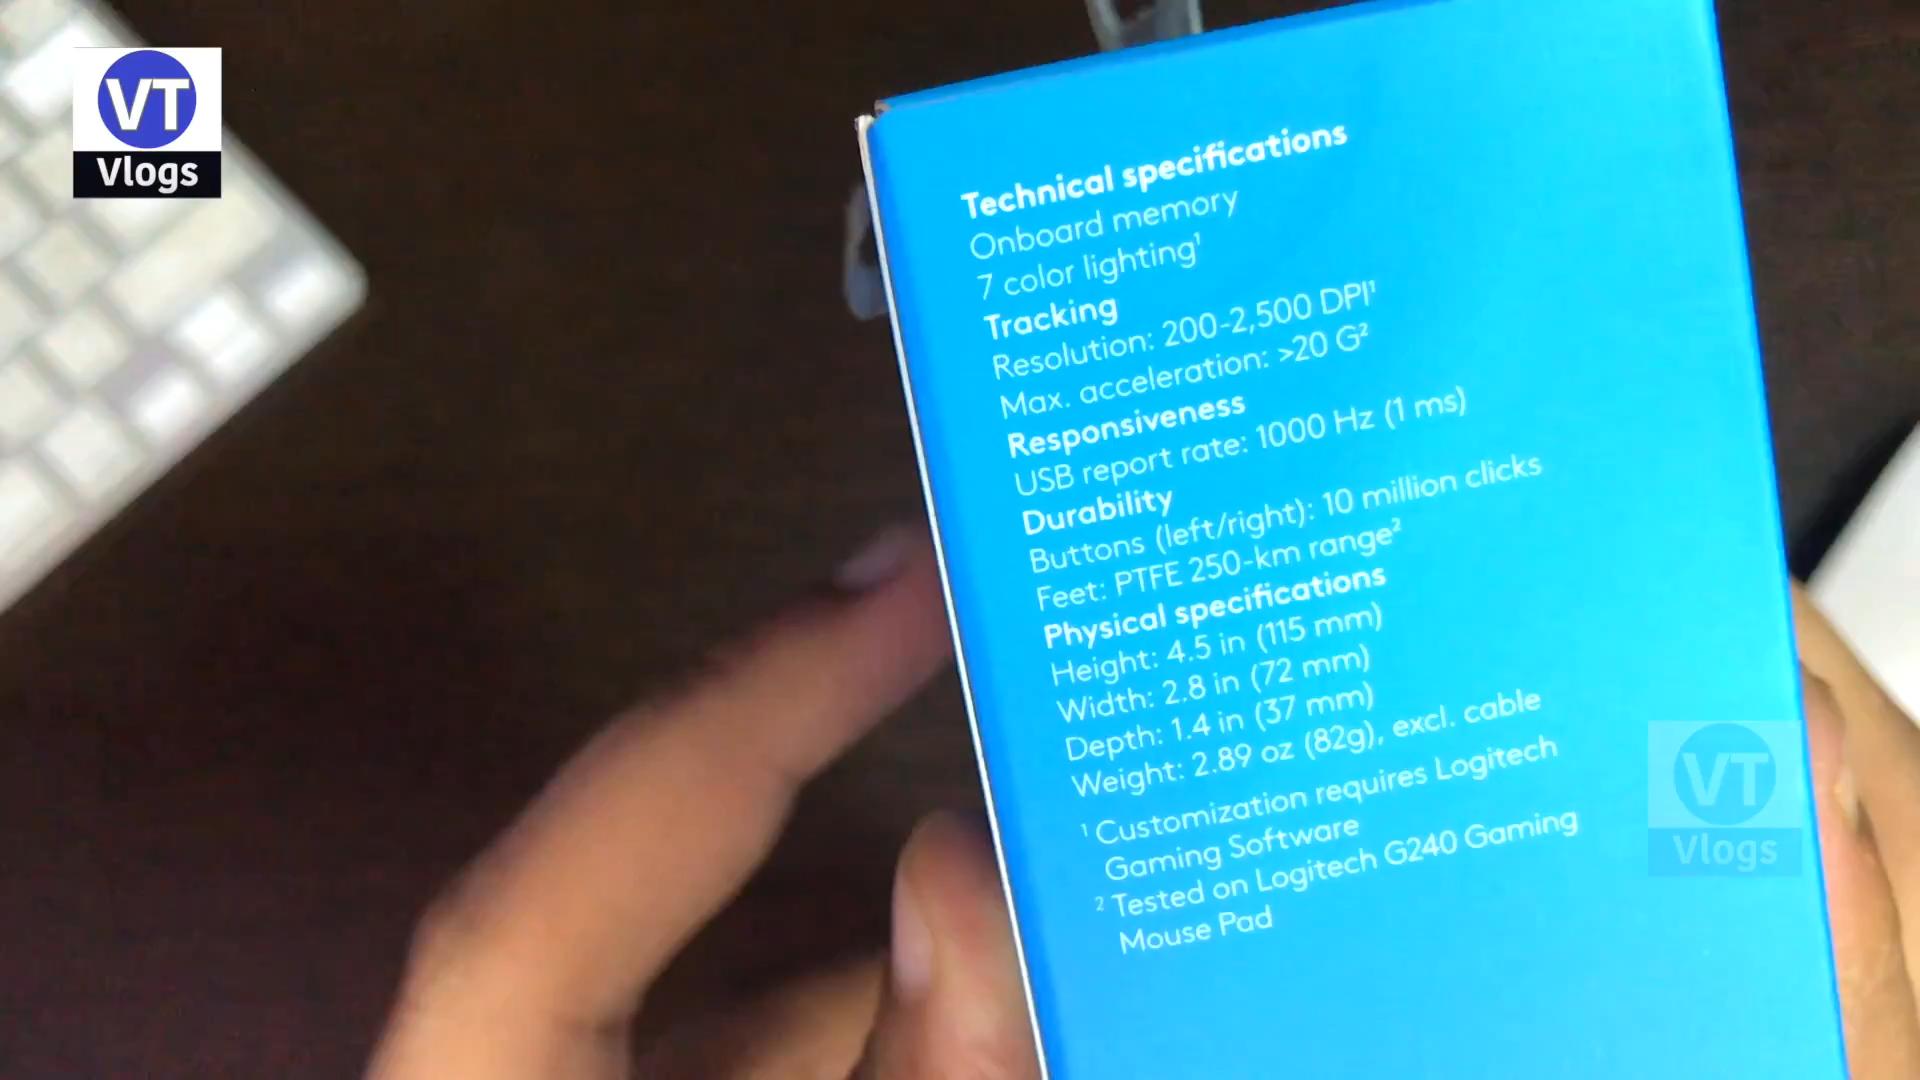 VT
Vlogs
Technical specifications
Onboard memory
7 color lighting¹
Tracking
Resolution: 200-2,500 DPI¹
Max. acceleration: >20 G²
Responsiveness
USB report rate: 1000 Hz (1 ms)
Durability
Buttons (left/right): 10 million clicks
Feet: PTFE 250-km range²
Physical specifications
Height: 4.5 in (115 mm)
Width: 2.8 in (72 mm)
Depth: 1.4 in (37 mm)
Weight: 2.89 oz (82g), excl. cable
¹ Customization requires Logitech
Gaming Software
² Tested on Logitech G240 Gaming
Mouse Pad
VT
Vlogs